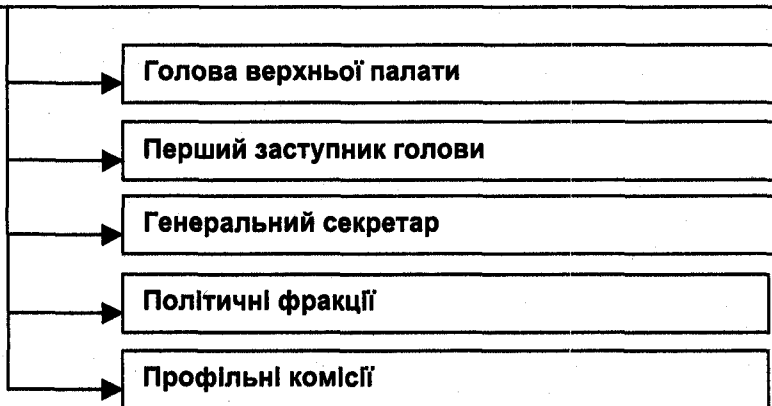 Голова верхньої палати
Перший заступник голови
Генеральний секретар
Політичні фракції
Профільні комісії